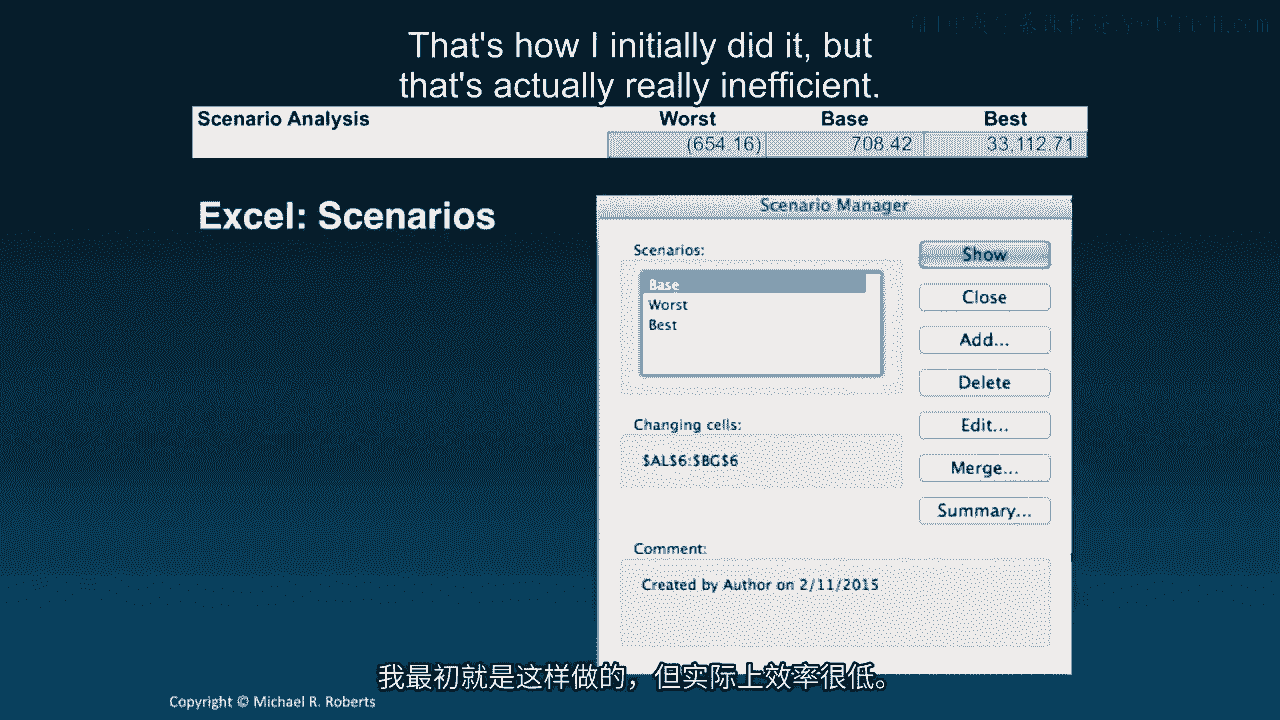 That's how I initially did it, but
that's actually really inefficient.
Scenario Analysis Worst Base Best
(654.16) 708.42 33,112.71
Excel: Scenarios
Scenario Manager
Scenarios:
Base
Worst
Best
Show
Close
Add...
Delete
Edit...
Merge...
Summary...
Changing cells:
$AL$6:$BG$6
Comment:
Created by Author on 2/11/2015
我最初就是这样做的，但实际上效率很低。
Copyright © Michael R. Roberts